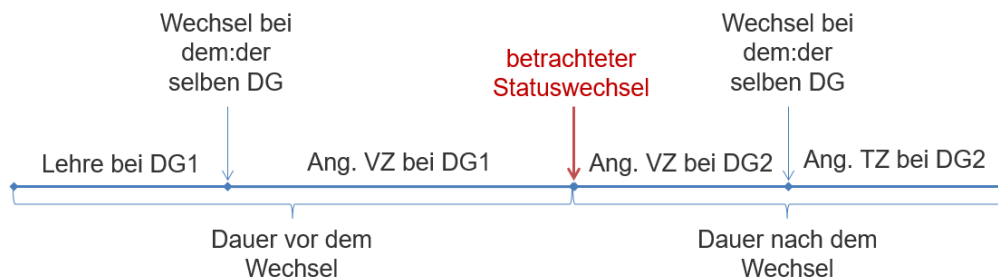 Wechsel bei
dem:der
selben DG
betrachteter
Statuswechsel
Wechsel bei
dem:der
selben DG
Lehre bei DG1
Ang. VZ bei DG1
Ang. VZ bei DG2
Ang. TZ bei DG2
Dauer vor dem
Wechsel
Dauer nach dem
Wechsel